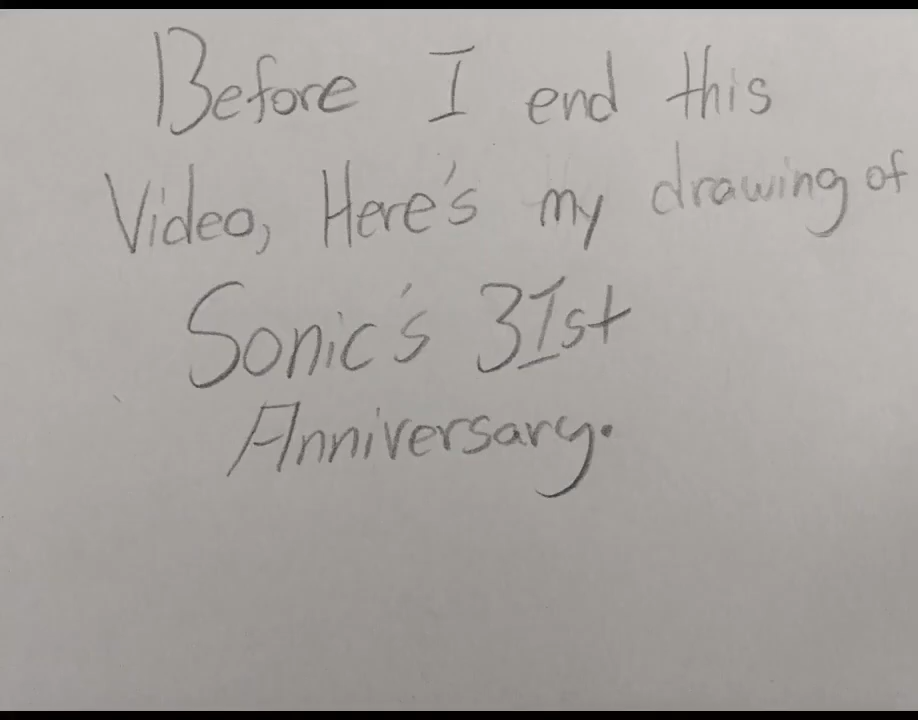 Before I end this
Video, Here's my drawing of
Sonic's 31st
Anniversary.